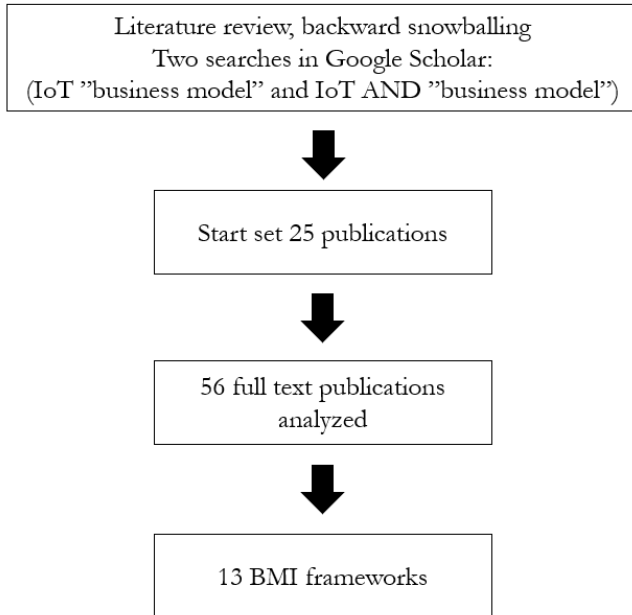 Literature review, backward snowballing
Two searches in Google Scholar:
(IoT ”business model” and IoT AND ”business model”)
Start set 25 publications
56 full text publications
analyzed
13 BMI frameworks